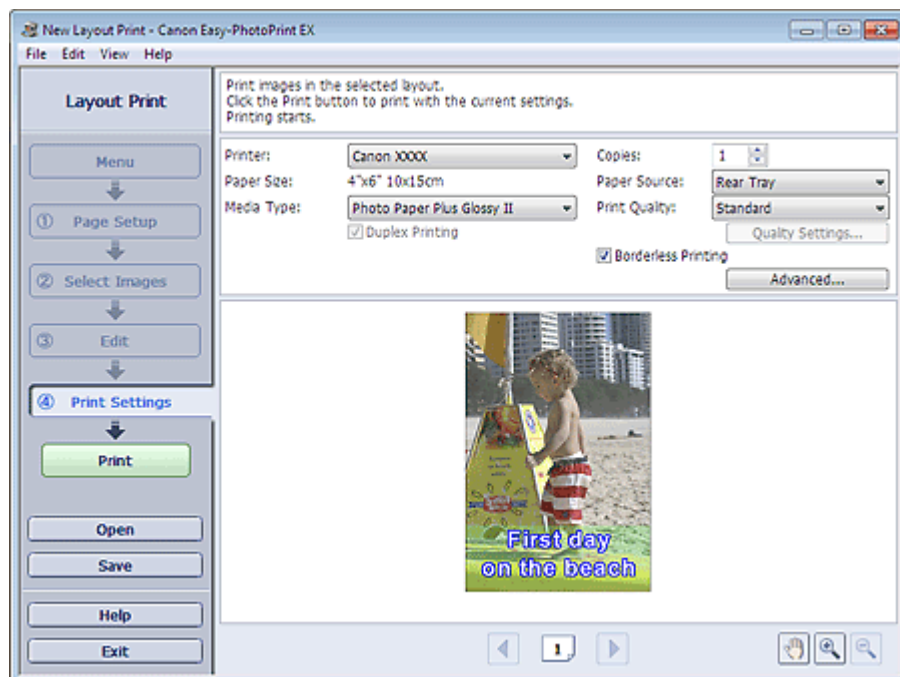 New Layout Print - Canon Easy-PhotoPrint EX
File Edit View Help
Layout Print
Menu
① Page Setup
② Select Images
③ Edit
④ Print Settings
Print
Open
Save
Help
Exit
Print images in the selected layout.
Click the Print button to print with the current settings.
Printing starts.
Printer: Canon XXXX
Copies: 1
Paper Size: 4"x6" 10x15cm
Paper Source: Rear Tray
Media Type: Photo Paper Plus Glossy II
Print Quality: Standard
Duplex Printing
Quality Settings...
Borderless Printing
Advanced...
First day
on the beach
1